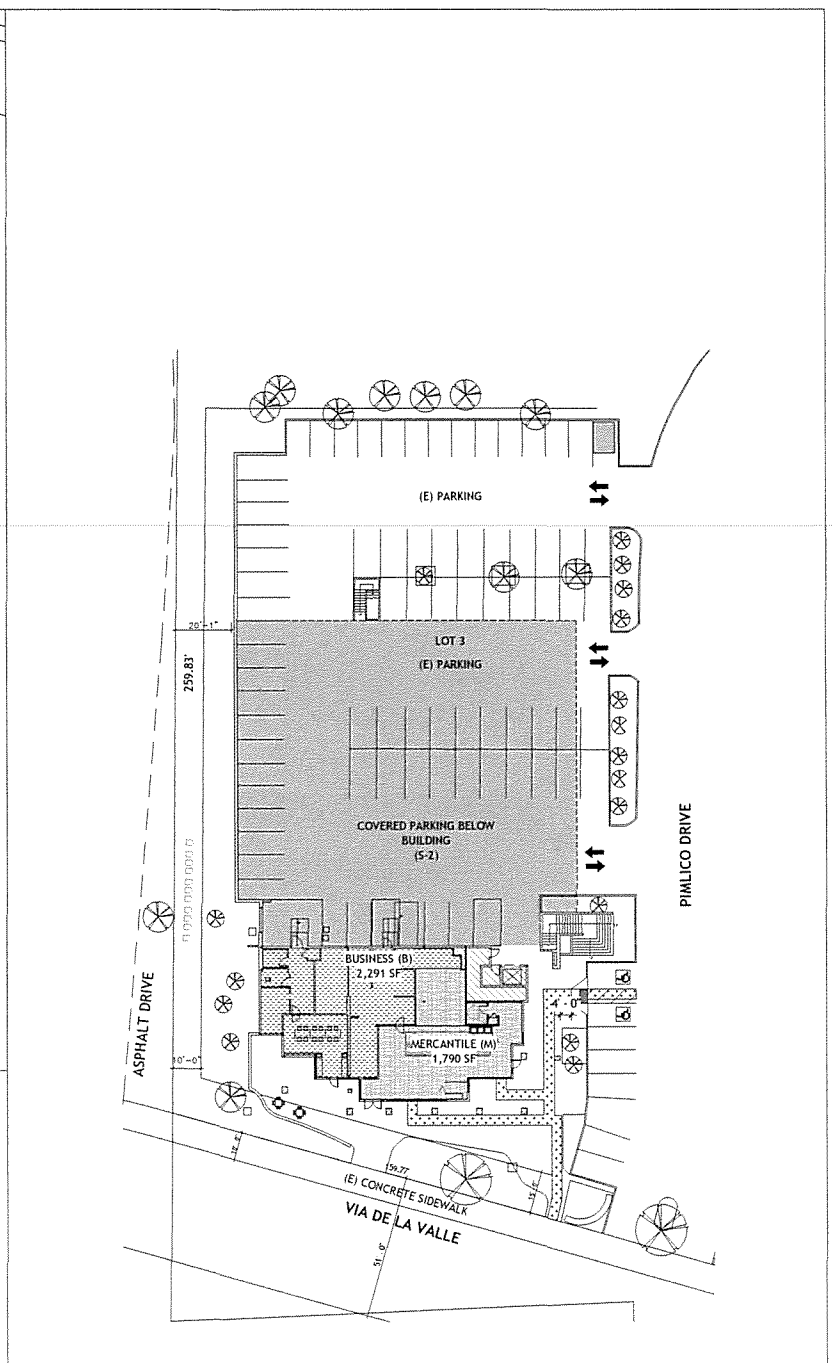 (E) PARKING
20'-1"
LOT 3
(E) PARKING
259.83'
COVERED PARKING BELOW
BUILDING
(S-2)
PIMLICO DRIVE
BUSINESS (B)
2,291 SF
4'-0"
MERCANTILE (M)
1,790 SF
ASPHALT DRIVE
10'-0"
159.77'
(E) CONCRETE SIDEWALK
VIA DE LA VALLE
51'-0"